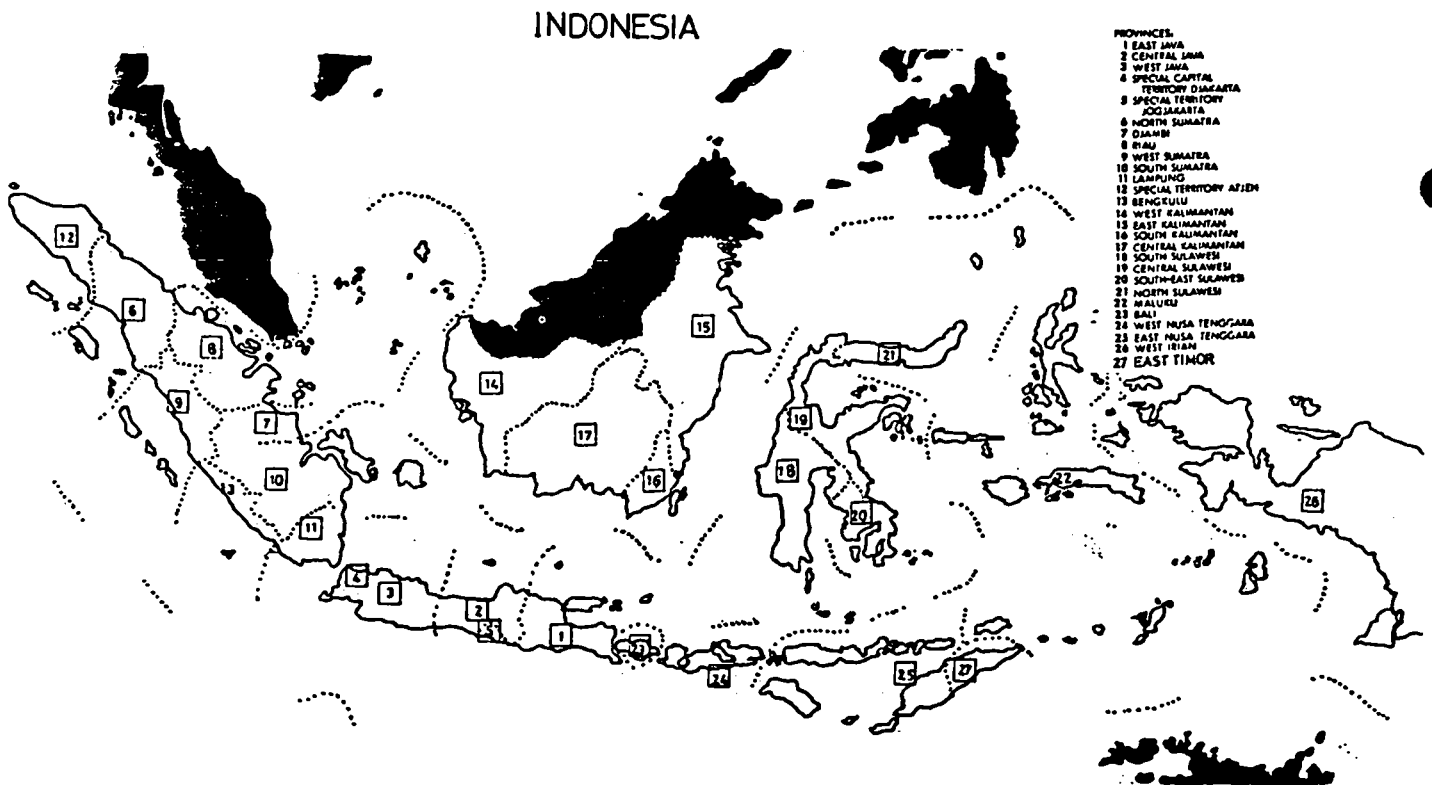 INDONESIA
PROVINCES:
1 EAST JAVA
2 CENTRAL JAVA
3 WEST JAVA
4 SPECIAL CAPITAL
TERRITORY DJAKARTA
5 SPECIAL TERRITORY
JOGJAKARTA
6 NORTH SUMATRA
7 DJAMBI
8 RIAU
9 WEST SUMATRA
10 SOUTH SUMATRA
11 LAMPUNG
12 SPECIAL TERRITORY ATJEH
13 BENGKULU
14 WEST KALIMANTAN
15 EAST KALIMANTAN
16 SOUTH KALIMANTAN
17 CENTRAL KALIMANTAN
18 SOUTH SULAWESI
19 CENTRAL SULAWESI
20 SOUTH-EAST SULAWESI
21 NORTH SULAWESI
22 MALUKU
23 BALI
24 WEST NUSA TENGGARA
25 EAST NUSA TENGGARA
26 WEST IRIAN
27 EAST TIMOR
12
6
8
15
21
14
9
7
19
17
18
10
16
22
26
13
11
20
4
3
2
5
1
23
24
25
27